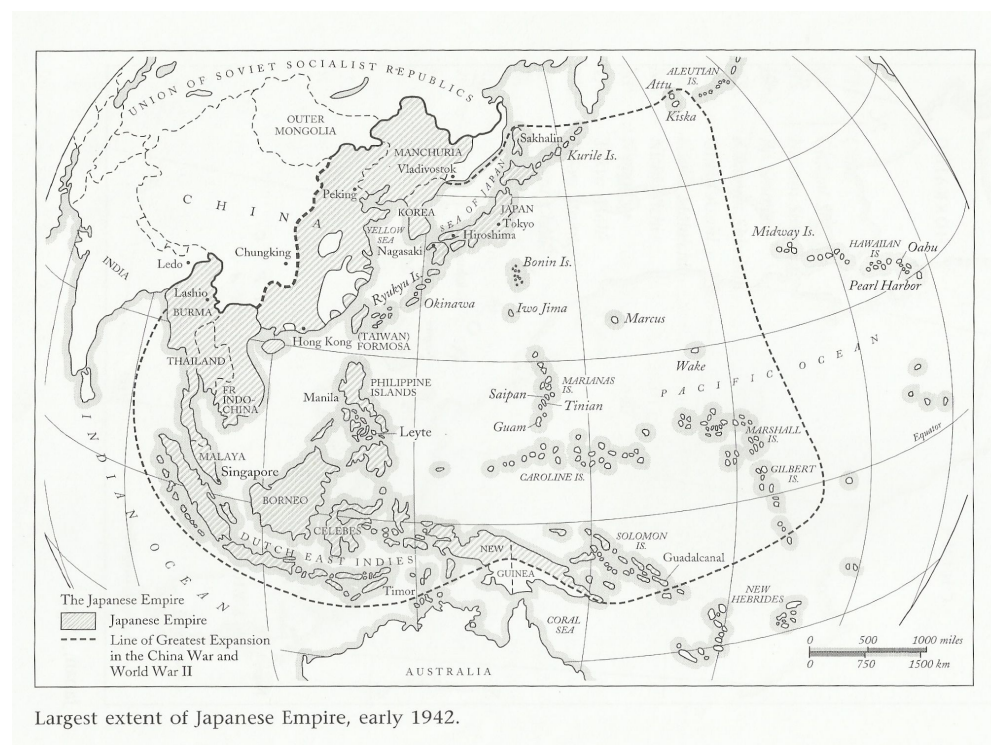 UNION OF SOVIET SOCIALIST REPUBLICS
ALEUTIAN
IS.
Attu
Kiska
OUTER
MONGOLIA
Sakhalin
Kurile Is.
MANCHURIA
Vladivostok
Peking
CHINA
KOREA
SEA OF JAPAN
JAPAN
Tokyo
YELLOW
SEA
Hiroshima
Nagasaki
Midway Is.
HAWAIIAN
IS
Oahu
Pearl Harbor
Chungking
Ledo
INDIA
Bonin Is.
Ryukyu Is.
Okinawa
Lashio
BURMA
Iwo Jima
Marcus
Hong Kong
(TAIWAN)
FORMOSA
THAILAND
Wake
PACIFIC OCEAN
FR
INDO-
CHINA
Manila
PHILIPPINE
ISLANDS
Saipan
MARIANAS
IS.
Tinian
Guam
Leyte
MARSHALL
IS.
Equator
MALAYA
Singapore
CAROLINE IS.
GILBERT
IS.
BORNEO
CELEBES
INDIAN OCEAN
DUTCH EAST INDIES
NEW
GUINEA
SOLOMON
IS.
Guadalcanal
Timor
NEW
HEBRIDES
CORAL
SEA
AUSTRALIA
The Japanese Empire
Japanese Empire
Line of Greatest Expansion
in the China War and
World War II
0 500 1000 miles
0 750 1500 km
Largest extent of Japanese Empire, early 1942.